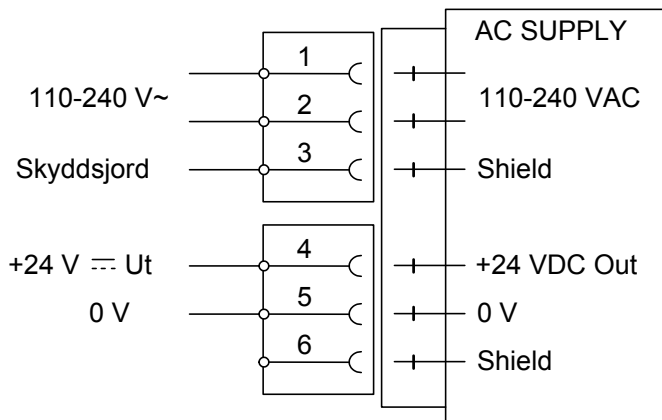 AC SUPPLY
1
110-240 V~
2
110-240 VAC
Skyddsjord
3
Shield
+24 V ⎓ Ut
4
+24 VDC Out
0 V
5
0 V
6
Shield